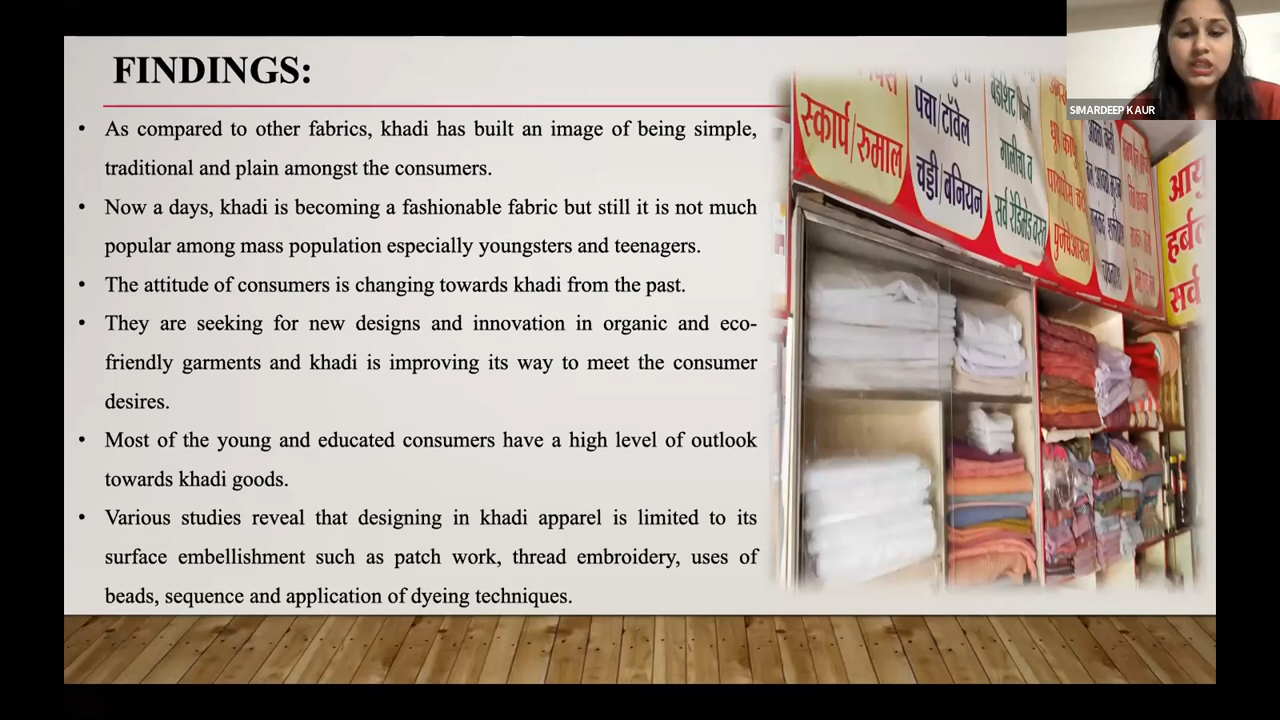 FINDINGS:
• As compared to other fabrics, khadi has built an image of being simple,
traditional and plain amongst the consumers.
• Now a days, khadi is becoming a fashionable fabric but still it is not much
popular among mass population especially youngsters and teenagers.
• The attitude of consumers is changing towards khadi from the past.
• They are seeking for new designs and innovation in organic and eco-
friendly garments and khadi is improving its way to meet the consumer
desires.
• Most of the young and educated consumers have a high level of outlook
towards khadi goods.
• Various studies reveal that designing in khadi apparel is limited to its
surface embellishment such as patch work, thread embroidery, uses of
beads, sequence and application of dyeing techniques.
SIMARDEEP KAUR
स्कार्प/रुमाल
पंचा/टॉवेल
चड्डी/बनियन
गालीचा व
सर्व रेडिमेड वस्त्र
सर्व